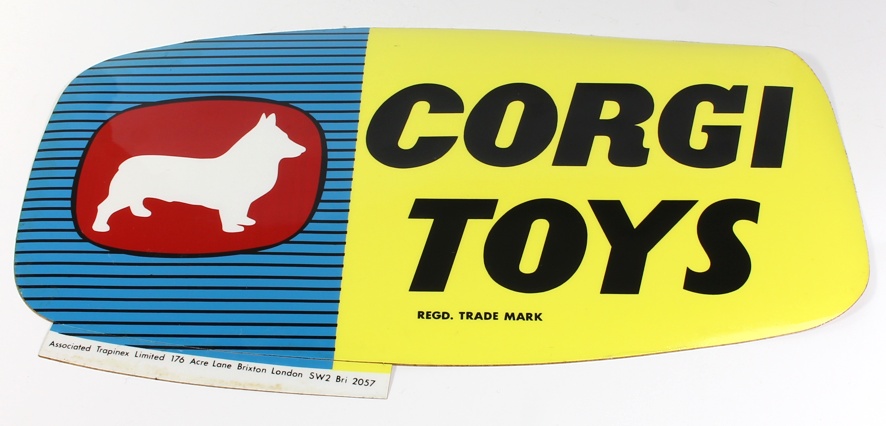 CORGI
TOYS
REGD. TRADE MARK
Associated Trapinex Limited 176 Acre Lane Brixton London SW2 Bri 2057